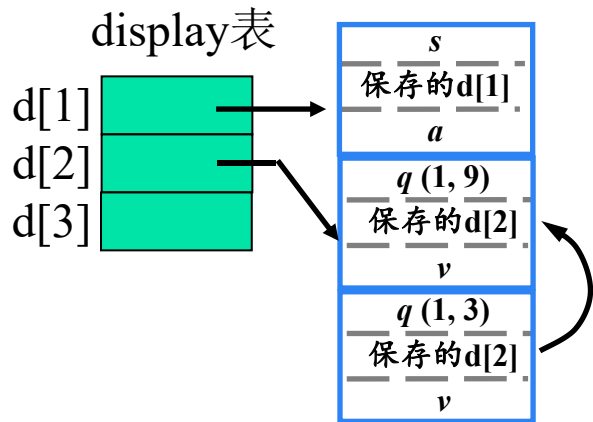 display表
d[1]
d[2]
d[3]
s
保存的d[1]
a
q (1, 9)
保存的d[2]
v
q (1, 3)
保存的d[2]
v